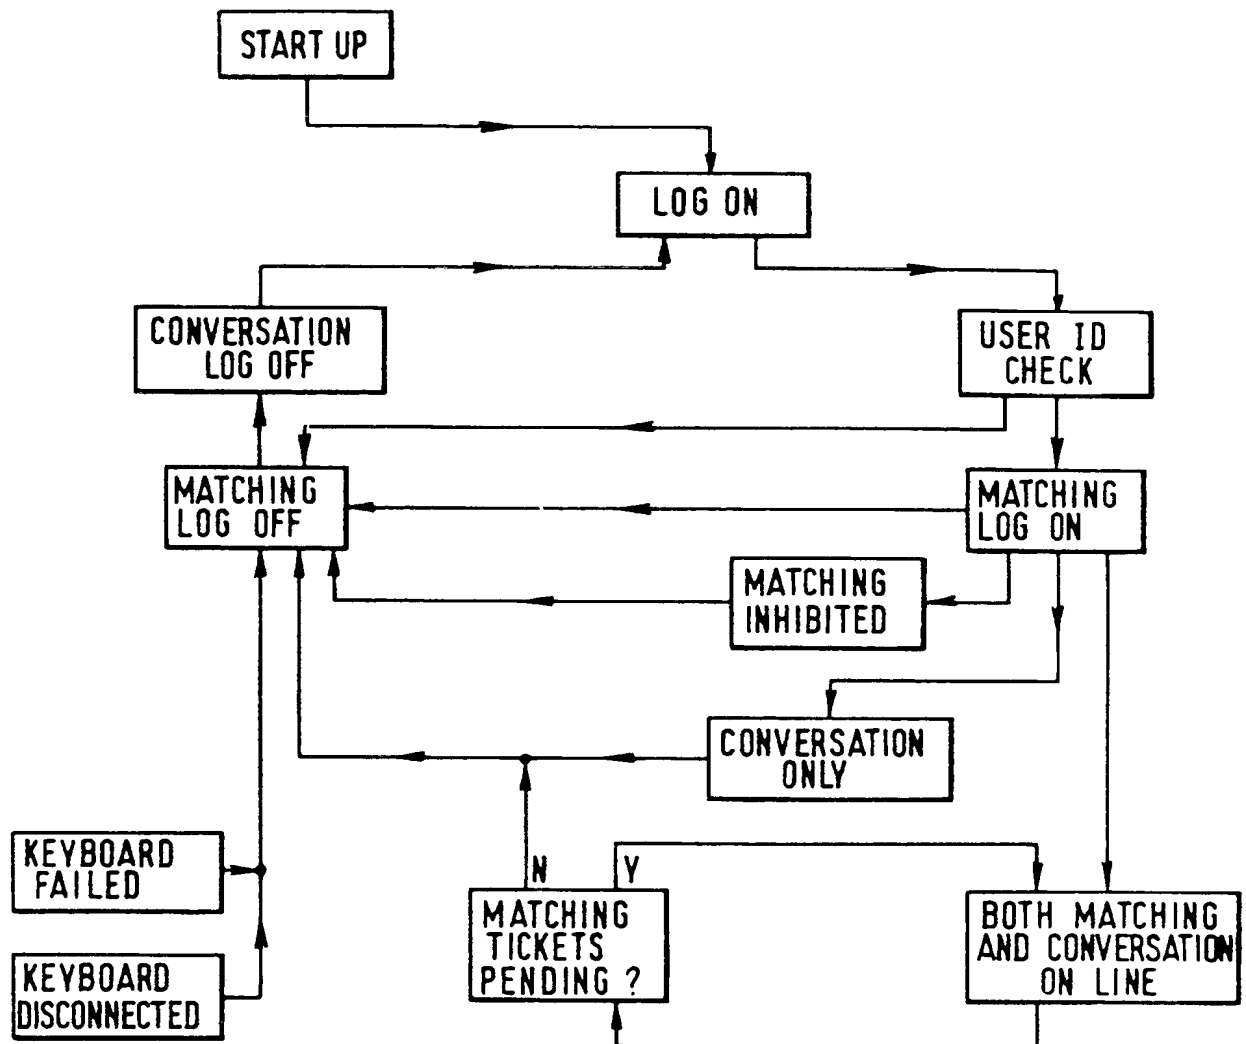 START UP
LOG ON
CONVERSATION
LOG OFF
USER ID
CHECK
MATCHING
LOG OFF
MATCHING
LOG ON
MATCHING
INHIBITED
CONVERSATION
ONLY
KEYBOARD
FAILED
N Y
MATCHING
TICKETS
PENDING ?
BOTH MATCHING
AND CONVERSATION
ON LINE
KEYBOARD
DISCONNECTED